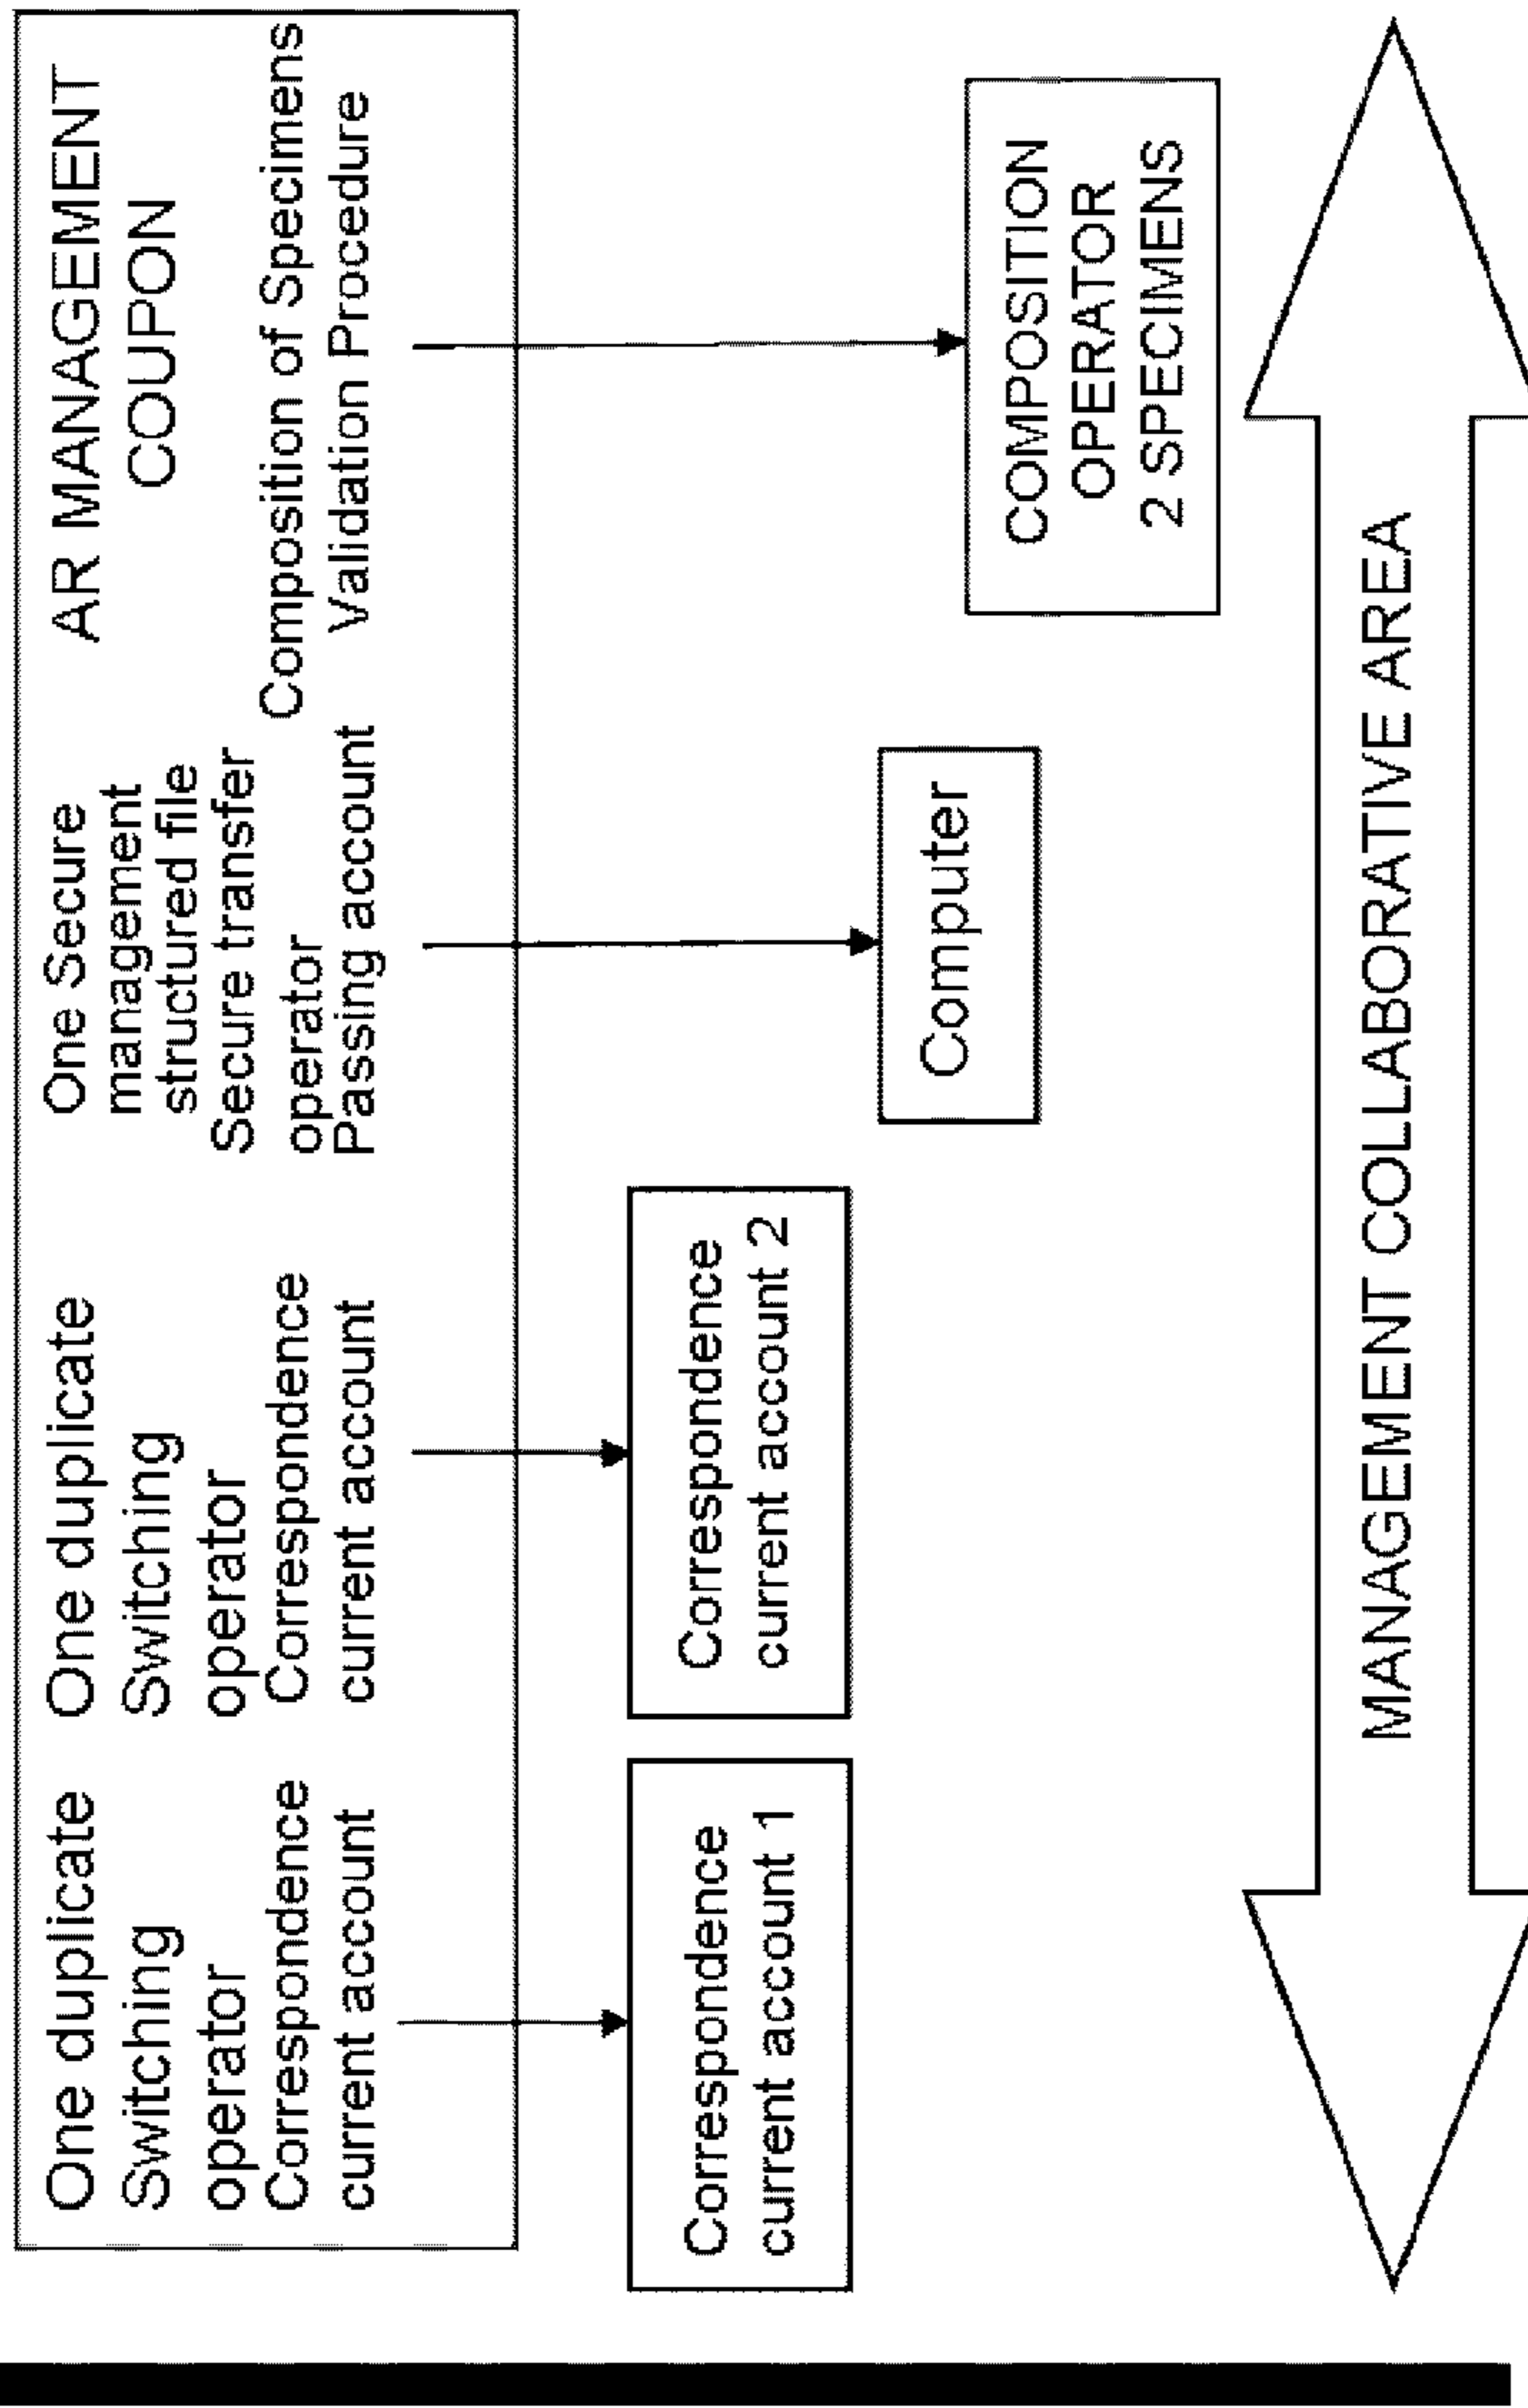 One duplicate
Switching
operator
Correspondence
current account
One duplicate
Switching
operator
Correspondence
current account
One Secure
management
structured file
Secure transfer
operator
Passing account
AR MANAGEMENT
COUPON
Composition of Specimens
Validation Procedure
Correspondence
current account 1
Correspondence
current account 2
Computer
COMPOSITION
OPERATOR
2 SPECIMENS
MANAGEMENT COLLABORATIVE AREA